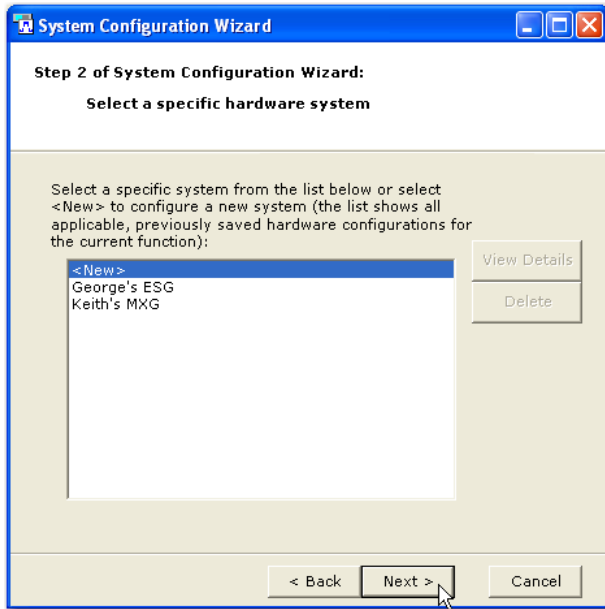 System Configuration Wizard
Step 2 of System Configuration Wizard:
Select a specific hardware system
Select a specific system from the list below or select
<New> to configure a new system (the list shows all
applicable, previously saved hardware configurations for
the current function):
<New>
George's ESG
Keith's MXG
View Details
Delete
< Back
Next >
Cancel